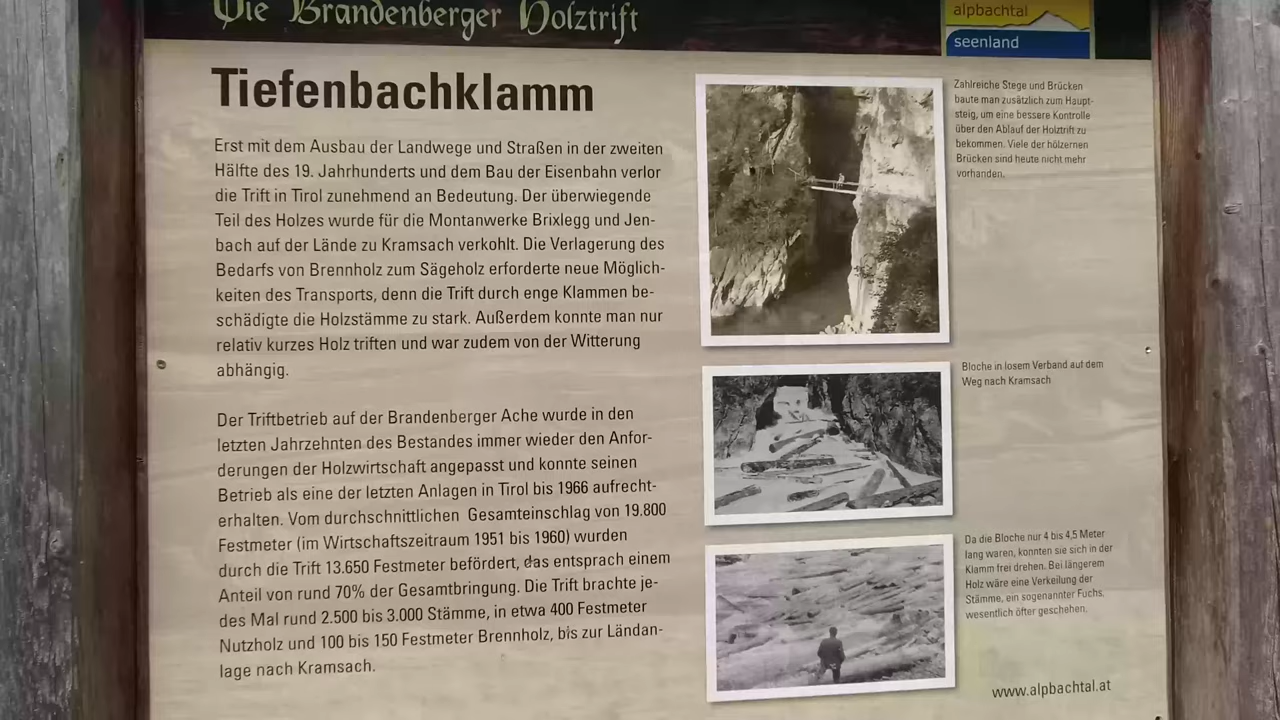 Die Brandenberger Holztrift
alpbachtal
seenland
Tiefenbachklamm
Erst mit dem Ausbau der Landwege und Straßen in der zweiten
Hälfte des 19. Jahrhunderts und dem Bau der Eisenbahn verlor
die Trift in Tirol zunehmend an Bedeutung. Der überwiegende
Teil des Holzes wurde für die Montanwerke Brixlegg und Jen-
bach auf der Lände zu Kramsach verkohlt. Die Verlagerung des
Bedarfs von Brennholz zum Sägeholz erforderte neue Möglich-
keiten des Transports, denn die Trift durch enge Klammen be-
schädigte die Holzstämme zu stark. Außerdem konnte man nur
relativ kurzes Holz triften und war zudem von der Witterung
abhängig.
Der Triftbetrieb auf der Brandenberger Ache wurde in den
letzten Jahrzehnten des Bestandes immer wieder den Anfor-
derungen der Holzwirtschaft angepasst und konnte seinen
Betrieb als eine der letzten Anlagen in Tirol bis 1966 aufrecht-
erhalten. Vom durchschnittlichen Gesamteinschlag von 19.800
Festmeter (im Wirtschaftszeitraum 1951 bis 1960) wurden
durch die Trift 13.650 Festmeter befördert, das entsprach einem
Anteil von rund 70% der Gesamtbringung. Die Trift brachte je-
des Mal rund 2.500 bis 3.000 Stämme, in etwa 400 Festmeter
Nutzholz und 100 bis 150 Festmeter Brennholz, bis zur Ländan-
lage nach Kramsach.
Zahlreiche Stege und Brücken
baute man zusätzlich zum Haupt-
steig, um eine bessere Kontrolle
über den Ablauf der Holztrift zu
bekommen. Viele der hölzernen
Brücken sind heute nicht mehr
vorhanden.
Bloche in losem Verband auf dem
Weg nach Kramsach
Da die Bloche nur 4 bis 4,5 Meter
lang waren, konnten sie sich in der
Klamm frei drehen. Bei längerem
Holz wäre eine Verkeilung der
Stämme, ein sogenannter Fuchs,
wesentlich öfter geschehen.
www.alpbachtal.at